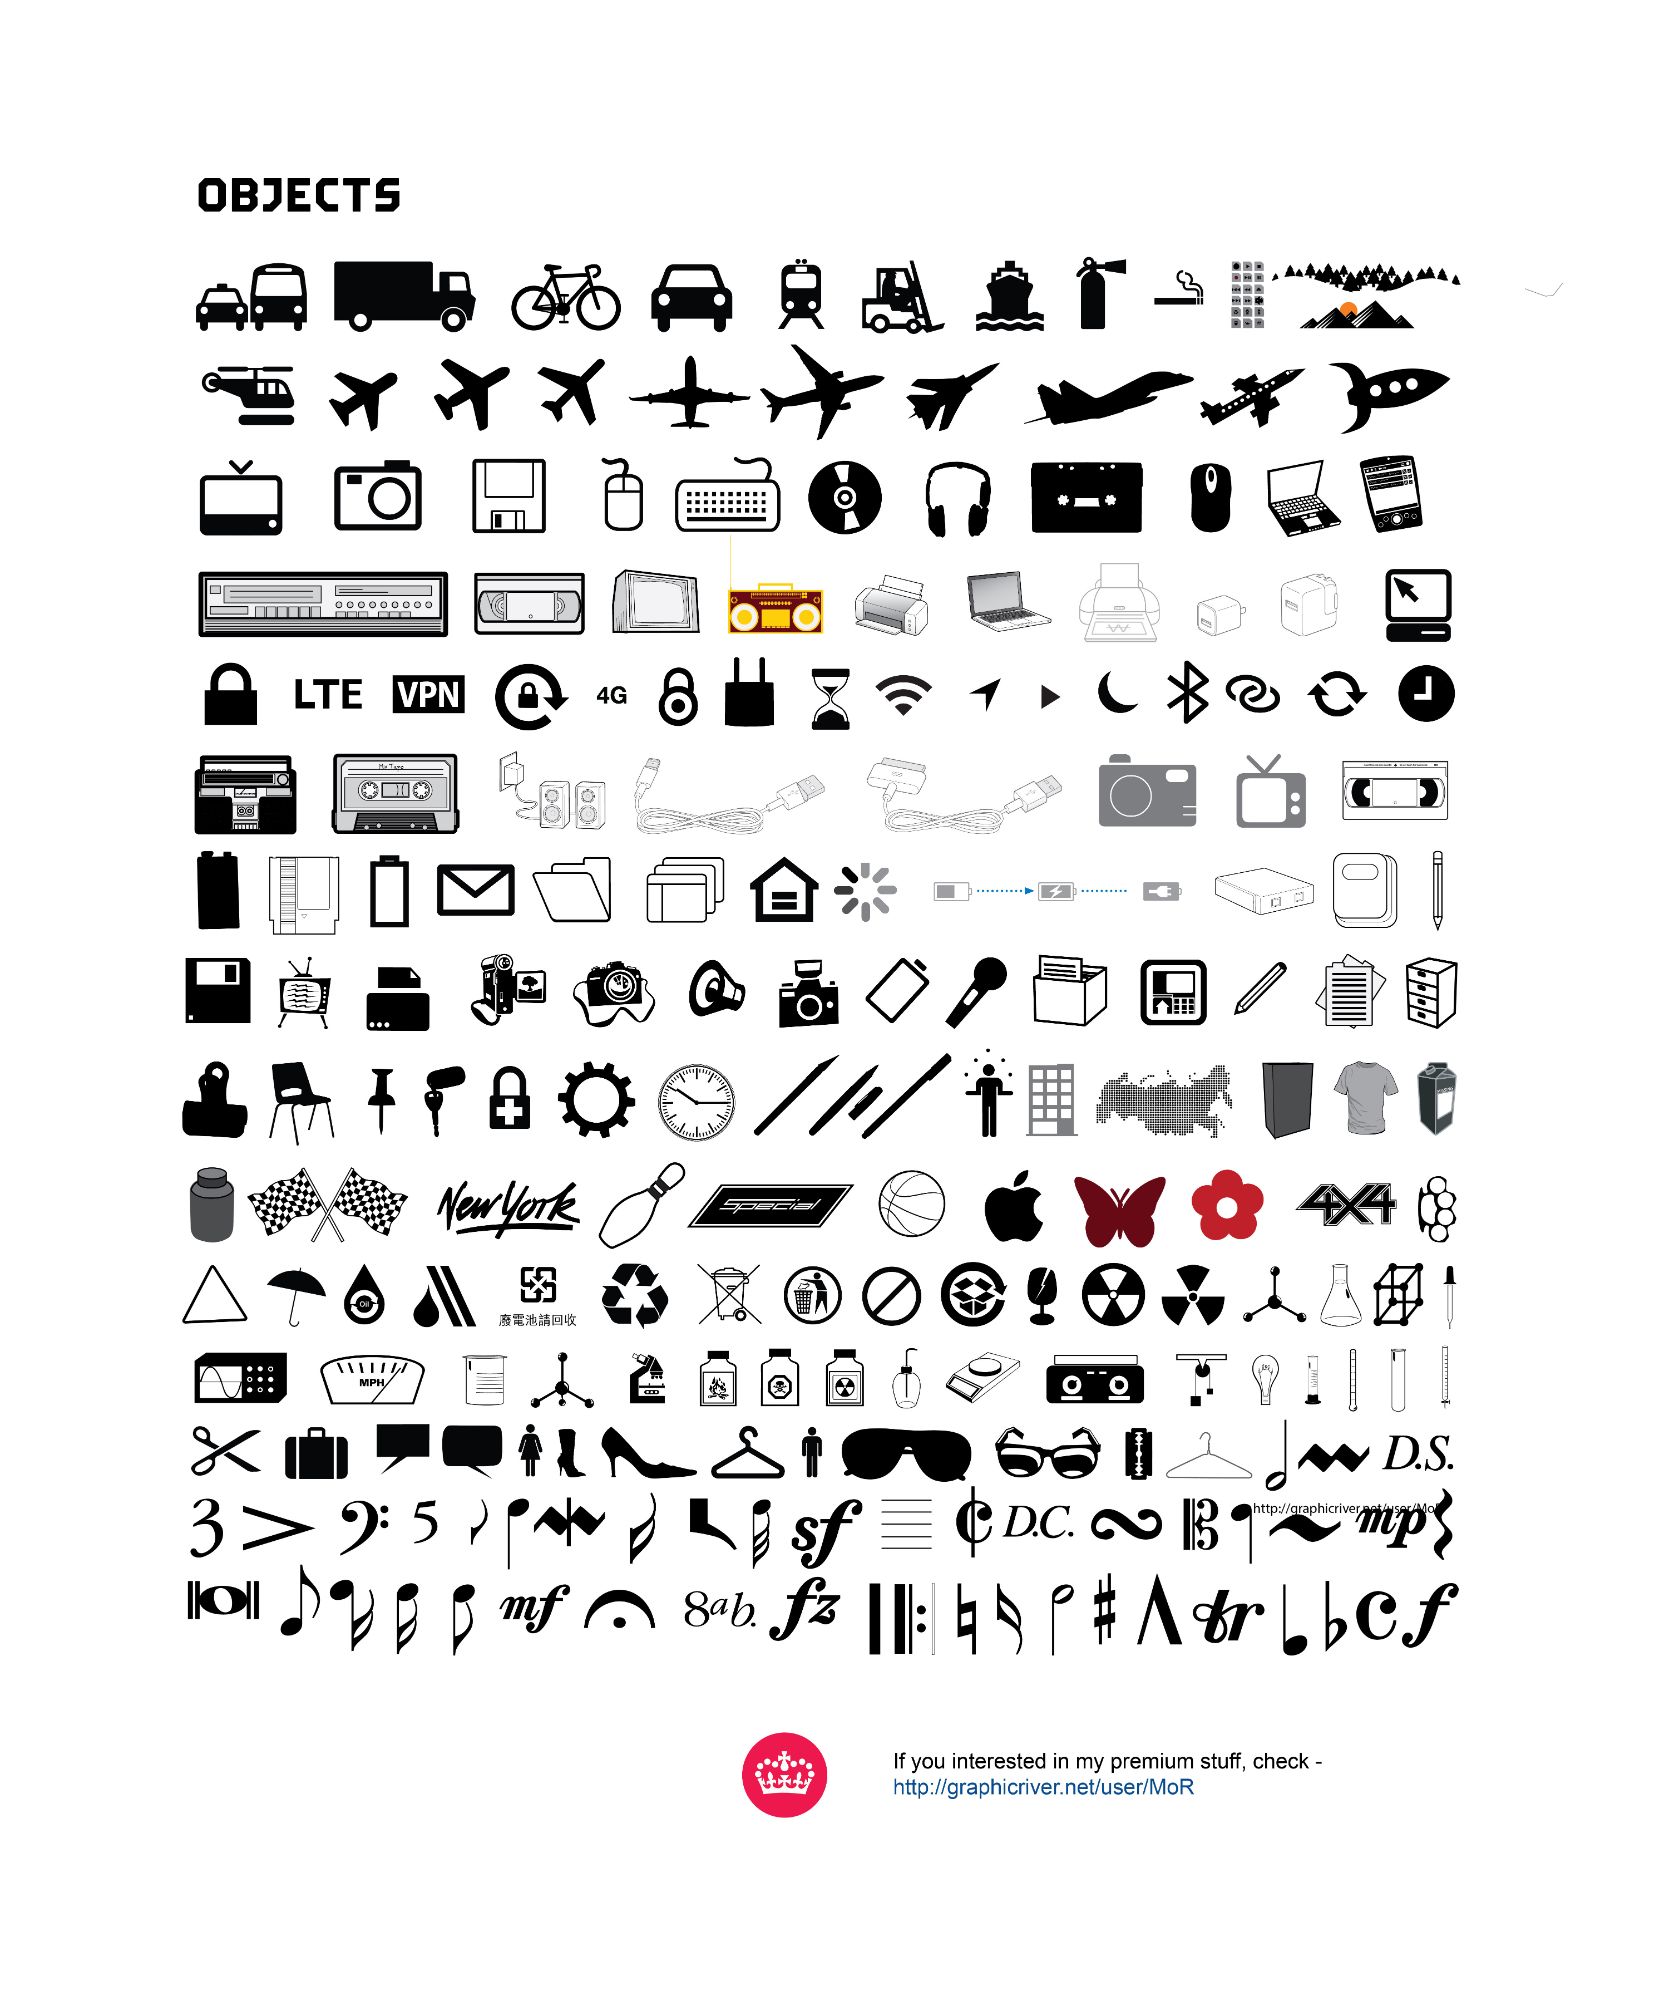 OBJECTS
LTE
VPN
4G
My Tape
New York
Special
4X4
Oil
廢電池請回收
MPH
D.S.
3
5
sf
D.C.
http://graphicriver.net/user/MoR
mp
mf
8ab.
fz
tr
f
If you interested in my premium stuff, check -
http://graphicriver.net/user/MoR